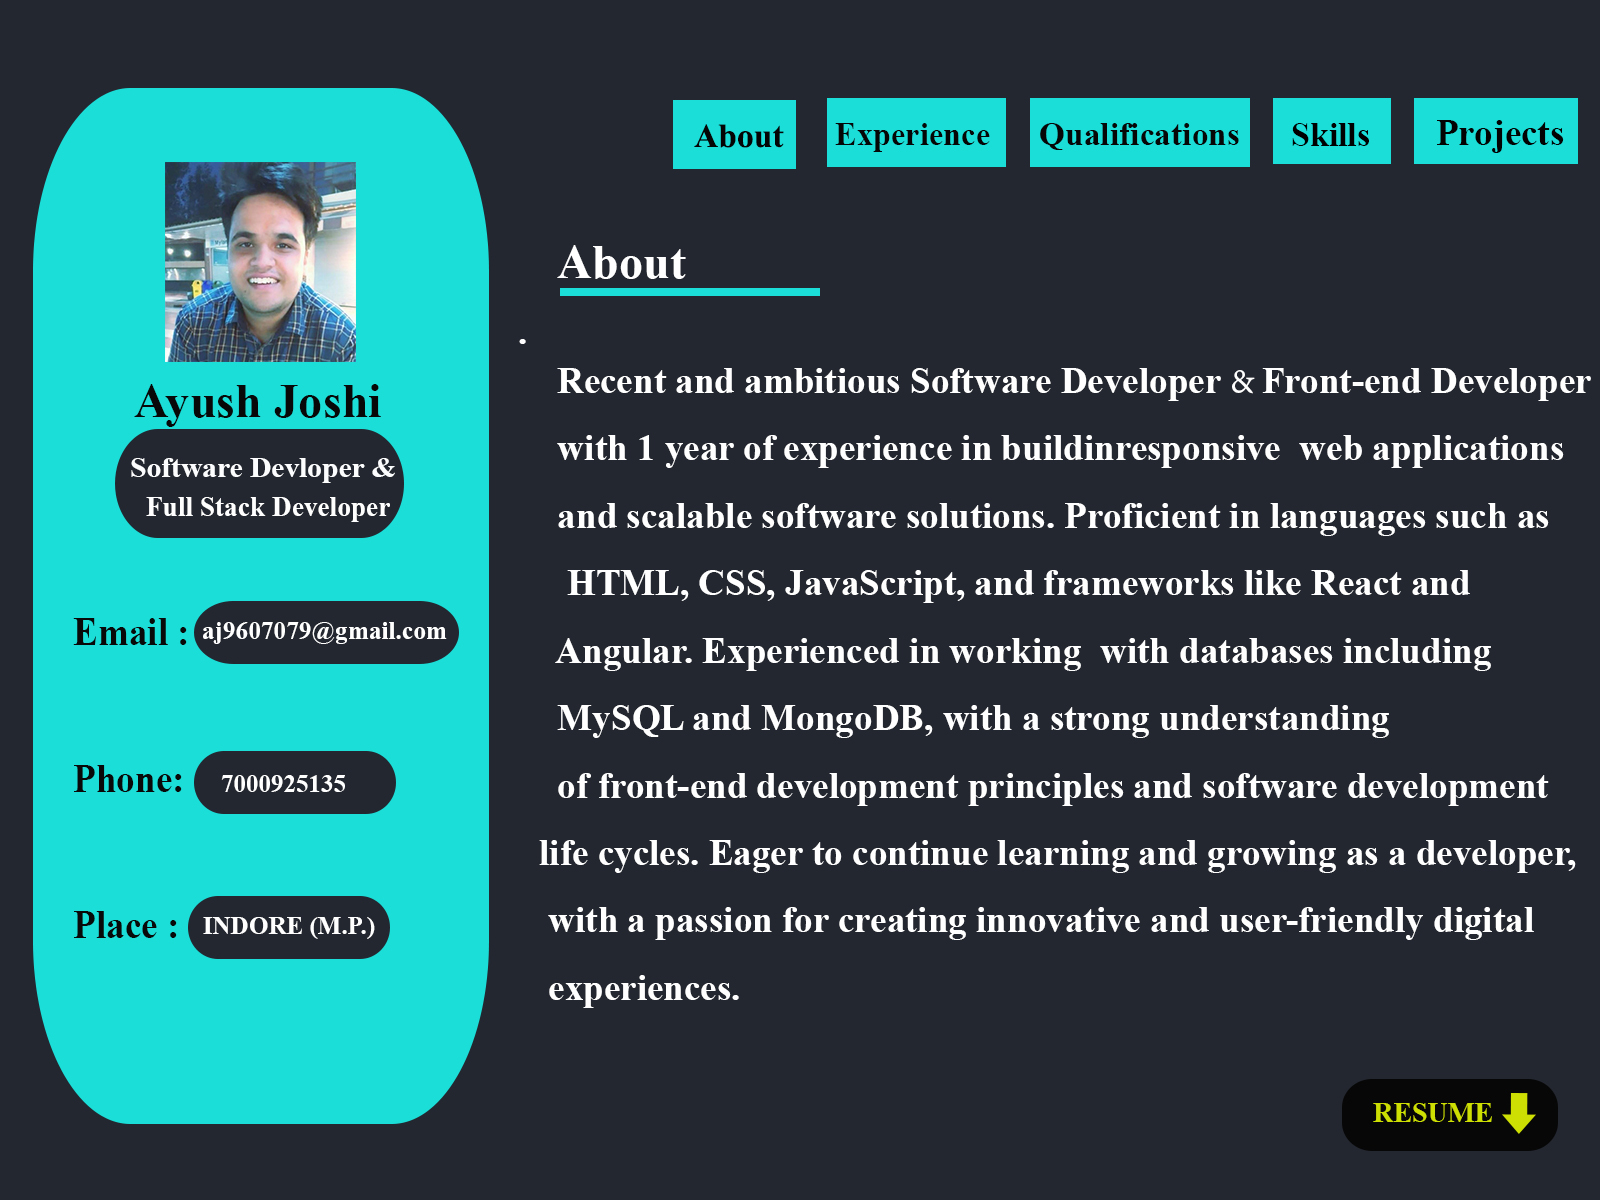 About
Experience
Qualifications
Skills
Projects
Ayush Joshi
Software Devloper &
Full Stack Developer
Email : aj9607079@gmail.com
Phone: 7000925135
Place : INDORE (M.P.)
About
.
Recent and ambitious Software Developer & Front-end Developer
with 1 year of experience in buildinresponsive  web applications
and scalable software solutions. Proficient in languages such as
HTML, CSS, JavaScript, and frameworks like React and
Angular. Experienced in working  with databases including
MySQL and MongoDB, with a strong understanding
of front-end development principles and software development
life cycles. Eager to continue learning and growing as a developer,
with a passion for creating innovative and user-friendly digital
experiences.
RESUME